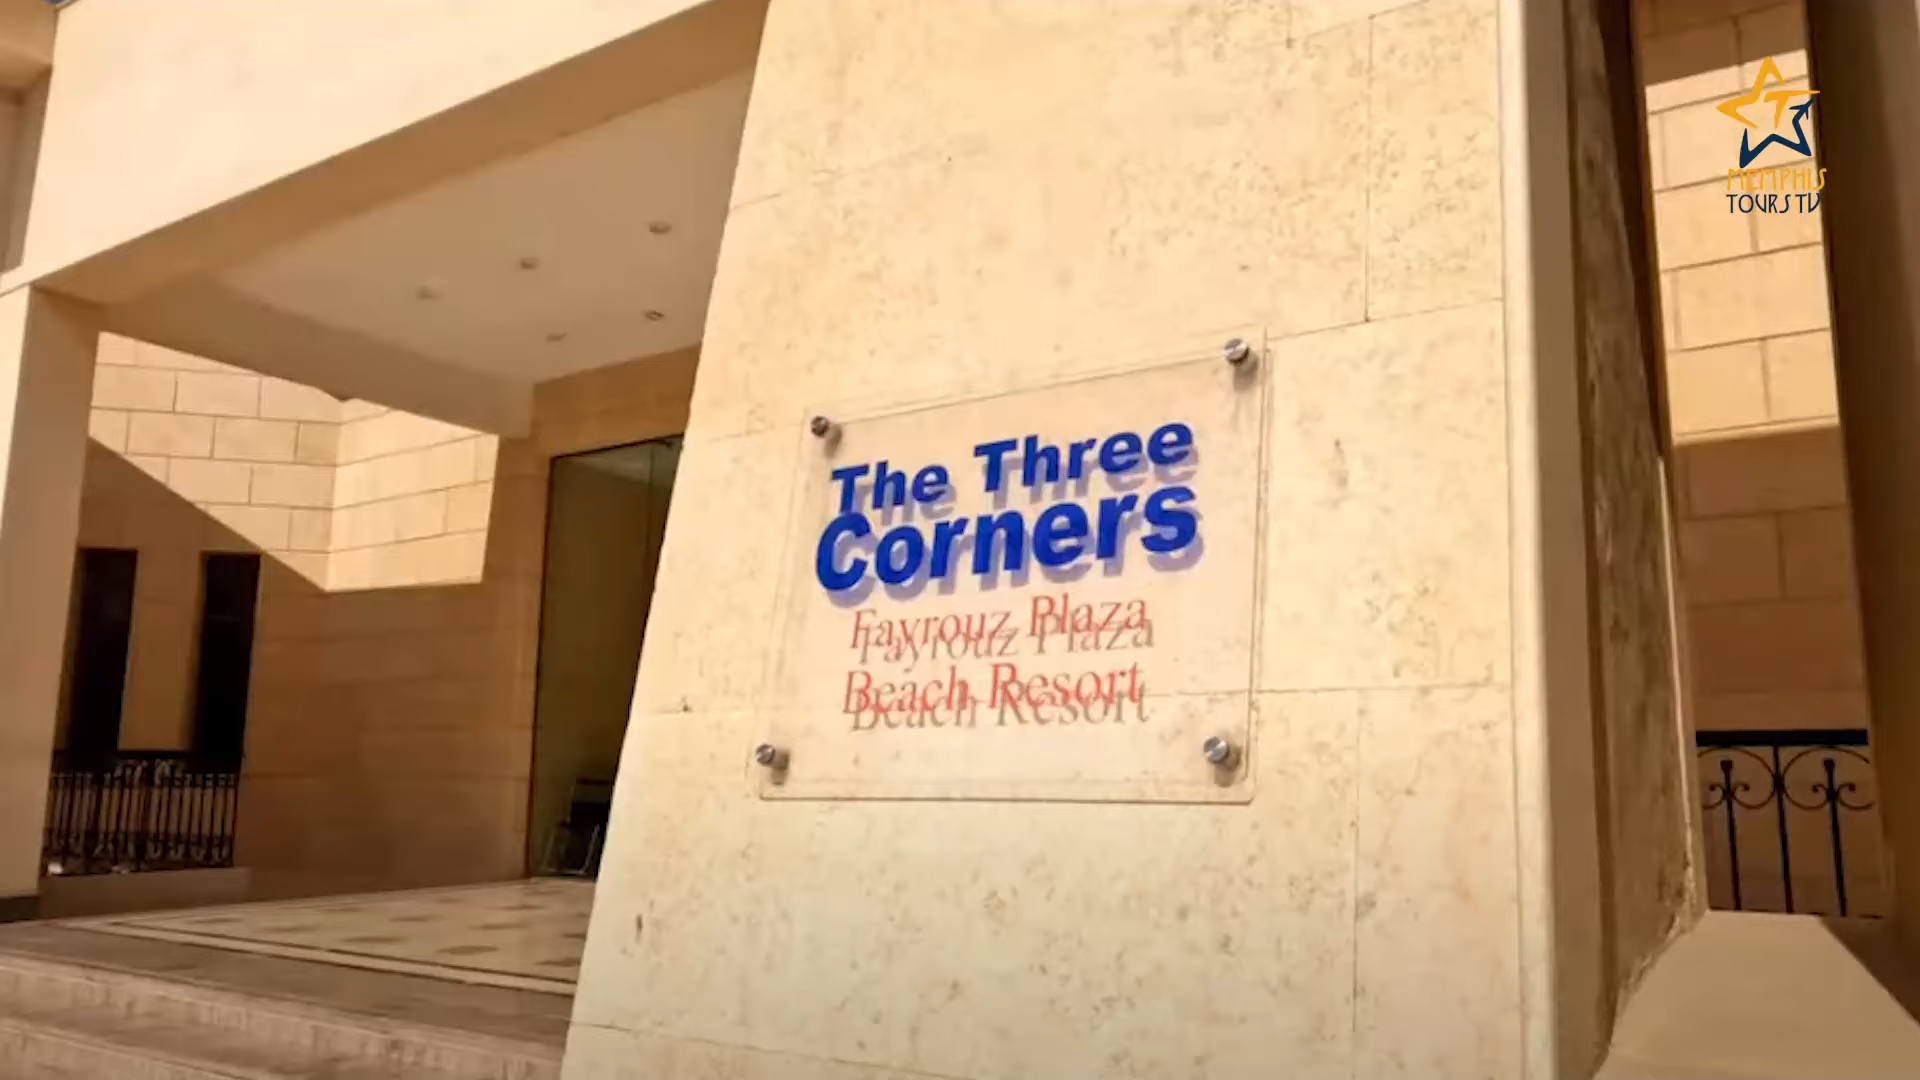 The Three
Corners
Fayrouz Plaza
Beach Resort
MEMPHIS
TOURS TV